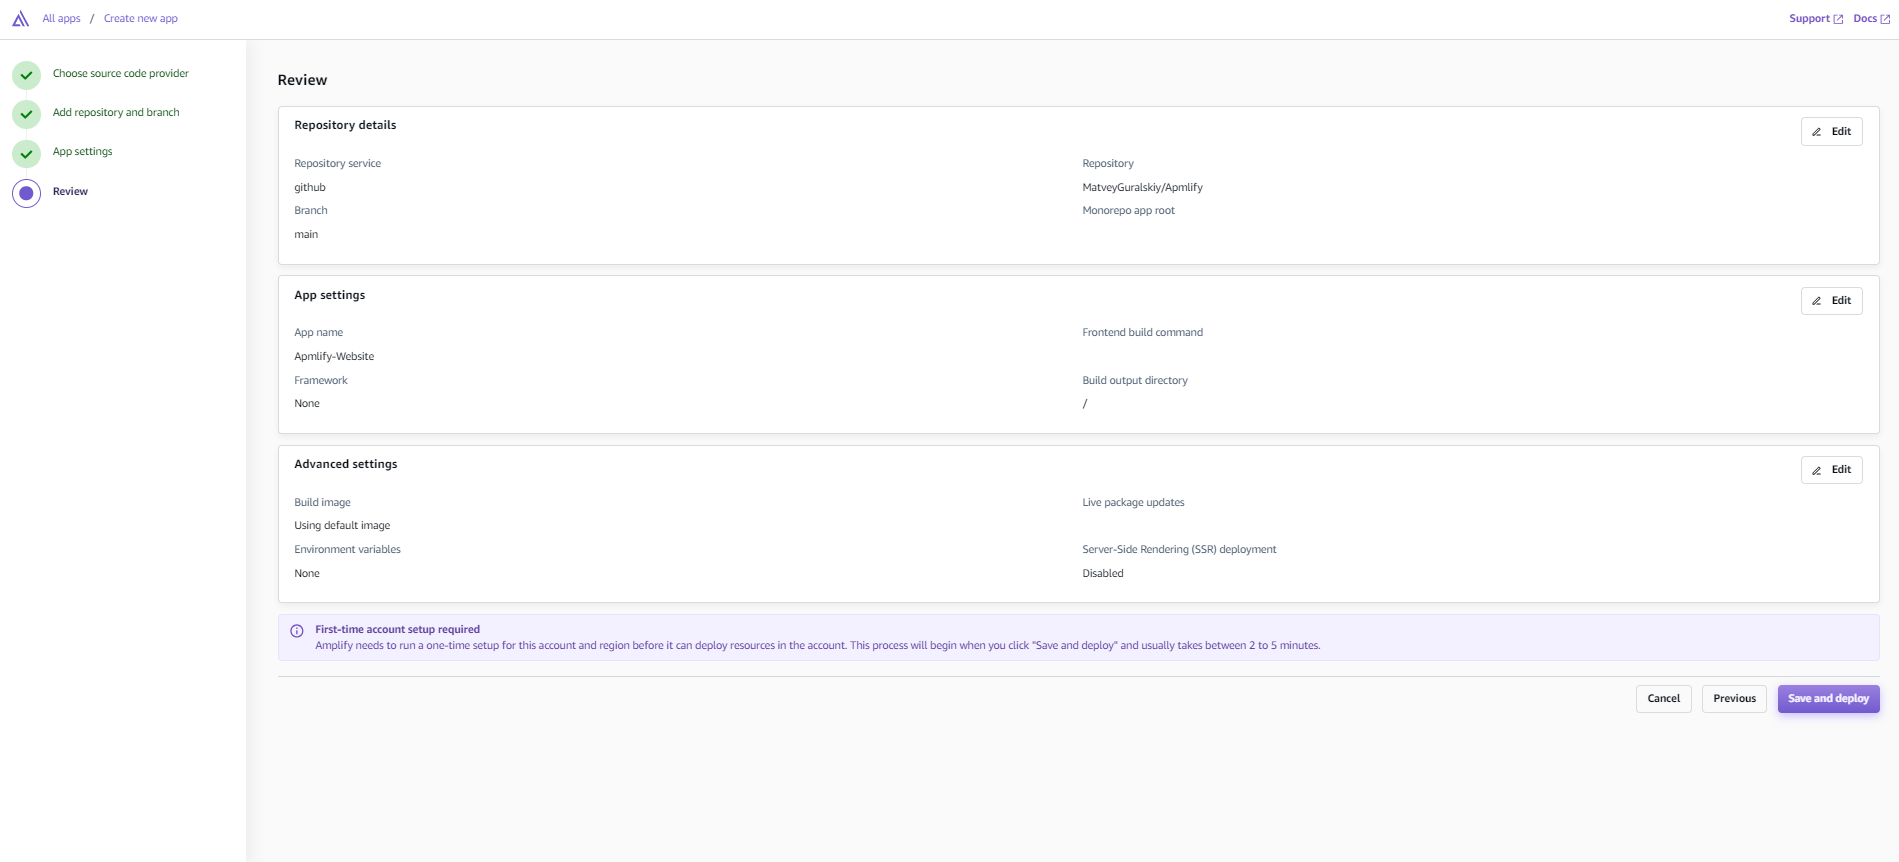 All apps / Create new app
Support Docs
Choose source code provider
Add repository and branch
App settings
Review
Review
Repository details
Edit
Repository service
Repository
github
MatveyGuralskiy/Apmlify
Branch
Monorepo app root
main
App settings
Edit
App name
Frontend build command
Apmlify-Website
Framework
Build output directory
None
/
Advanced settings
Edit
Build image
Live package updates
Using default image
Environment variables
Server-Side Rendering (SSR) deployment
None
Disabled
First-time account setup required
Amplify needs to run a one-time setup for this account and region before it can deploy resources in the account. This process will begin when you click "Save and deploy" and usually takes between 2 to 5 minutes.
Cancel
Previous
Save and deploy